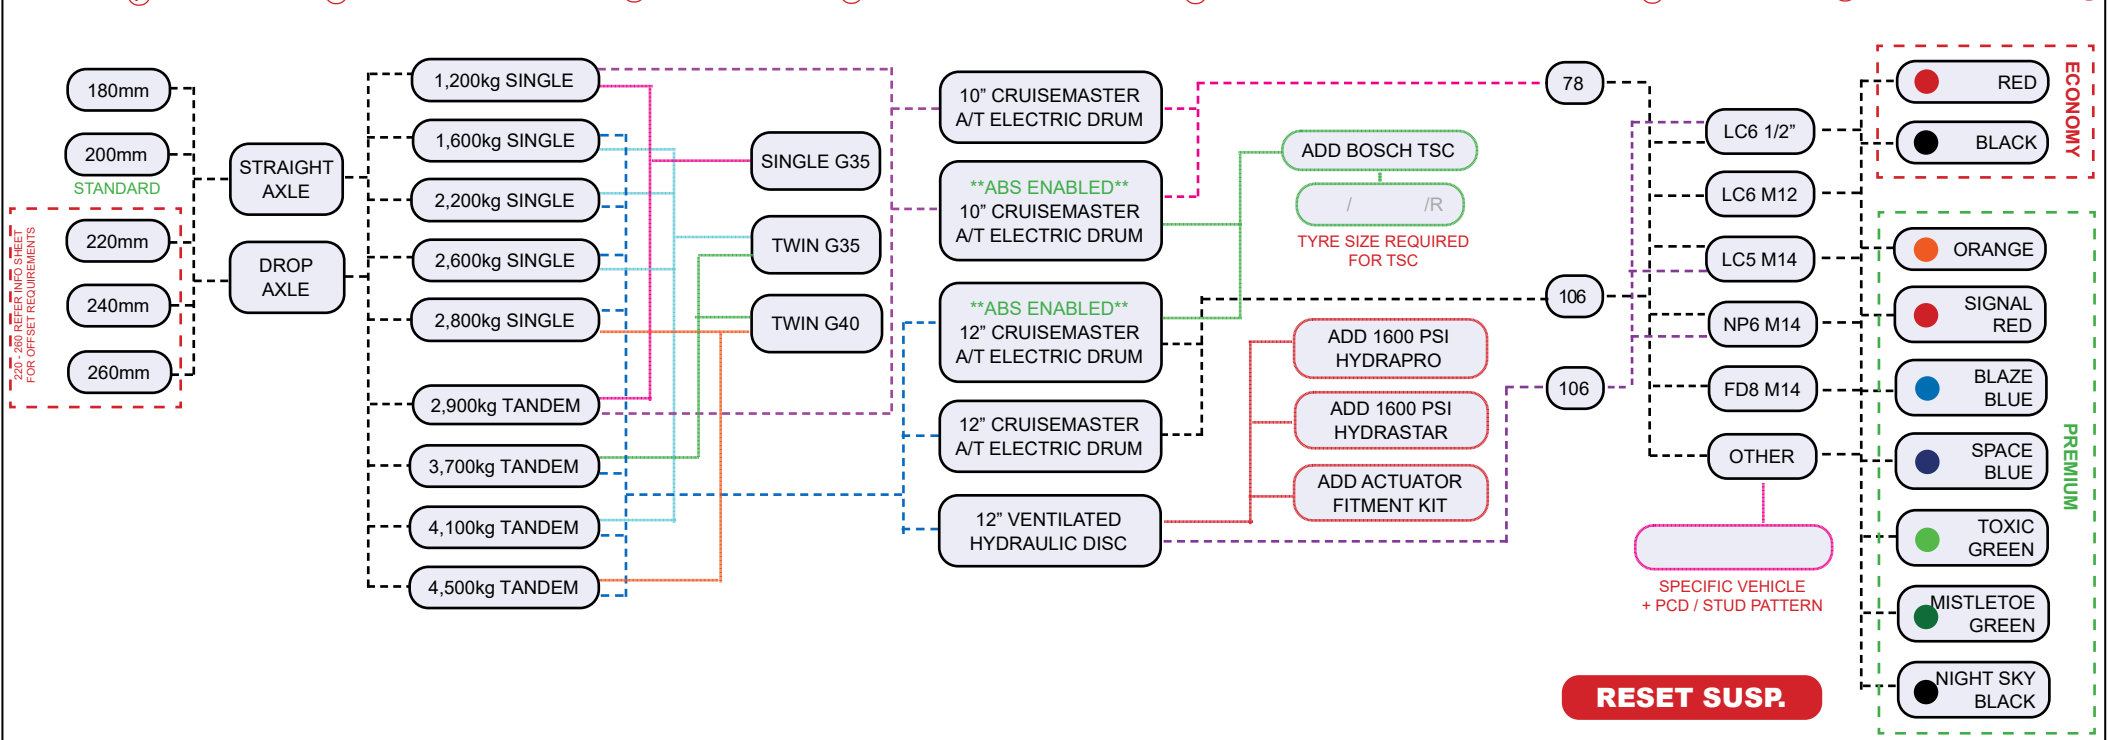 180mm
200mm
STANDARD
220mm
240mm
260mm
220 - 260 REFER INFO SHEET
FOR OFFSET REQUIREMENTS
STRAIGHT
AXLE
DROP
AXLE
1,200kg SINGLE
1,600kg SINGLE
2,200kg SINGLE
2,600kg SINGLE
2,800kg SINGLE
2,900kg TANDEM
3,700kg TANDEM
4,100kg TANDEM
4,500kg TANDEM
SINGLE G35
TWIN G35
TWIN G40
10” CRUISEMASTER
A/T ELECTRIC DRUM
**ABS ENABLED**
10” CRUISEMASTER
A/T ELECTRIC DRUM
**ABS ENABLED**
12” CRUISEMASTER
A/T ELECTRIC DRUM
12” CRUISEMASTER
A/T ELECTRIC DRUM
12” VENTILATED
HYDRAULIC DISC
ADD BOSCH TSC
/ /R
TYRE SIZE REQUIRED
FOR TSC
ADD 1600 PSI
HYDRAPRO
ADD 1600 PSI
HYDRASTAR
ADD ACTUATOR
FITMENT KIT
78
106
106
LC6 1/2”
LC6 M12
LC5 M14
NP6 M14
FD8 M14
OTHER
SPECIFIC VEHICLE
+ PCD / STUD PATTERN
RESET SUSP.
RED
BLACK
ECONOMY
ORANGE
SIGNAL
RED
BLAZE
BLUE
SPACE
BLUE
TOXIC
GREEN
MISTLETOE
GREEN
NIGHT SKY
BLACK
PREMIUM